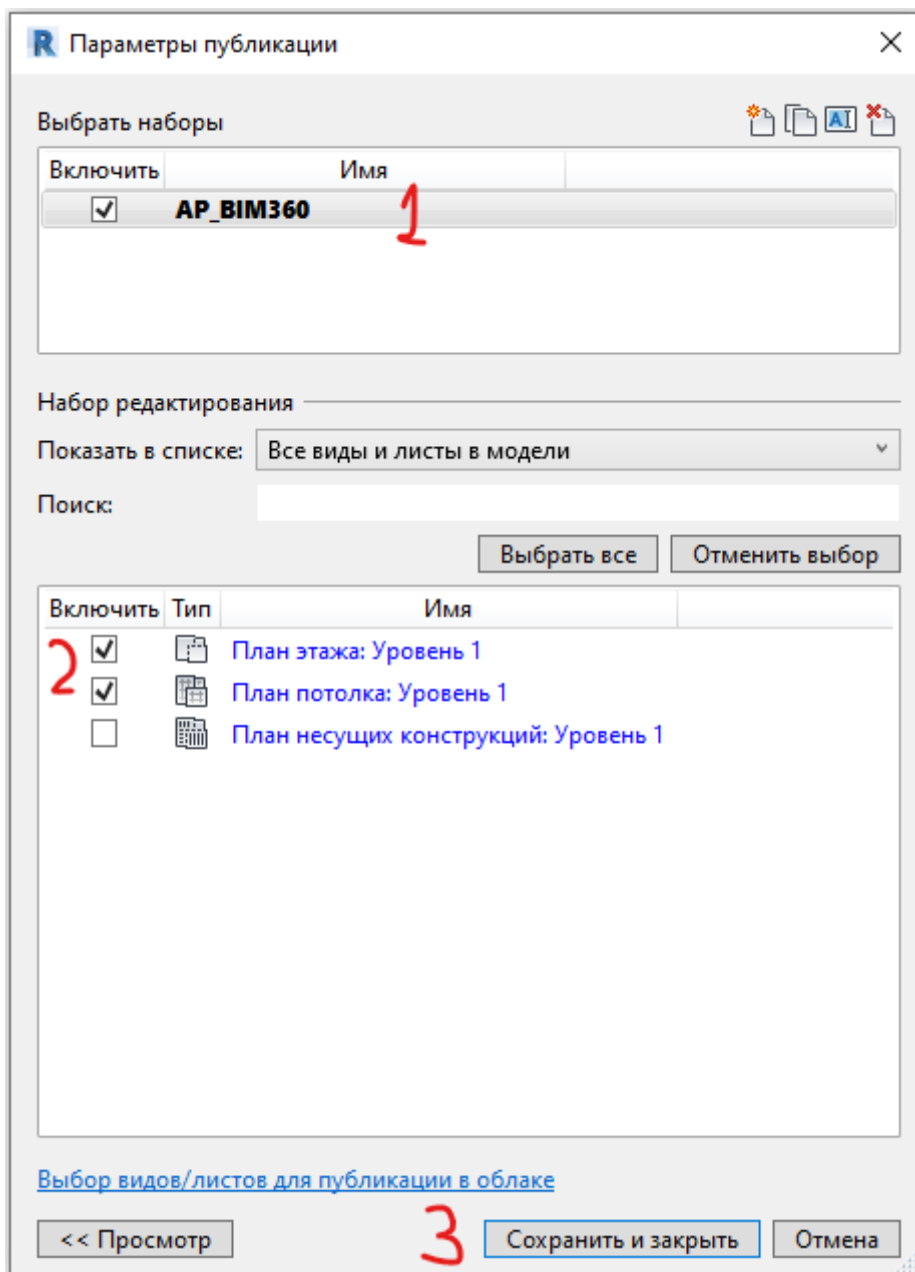 R Параметры публикации
Выбрать наборы
AI
Включить Имя
AP_BIM360 1
Набор редактирования
Показать в списке: Все виды и листы в модели
Поиск:
Выбрать все Отменить выбор
Включить Тип Имя
2
План этажа: Уровень 1
План потолка: Уровень 1
План несущих конструкций: Уровень 1
Выбор видов/листов для публикации в облаке
<< Просмотр 3 Сохранить и закрыть Отмена